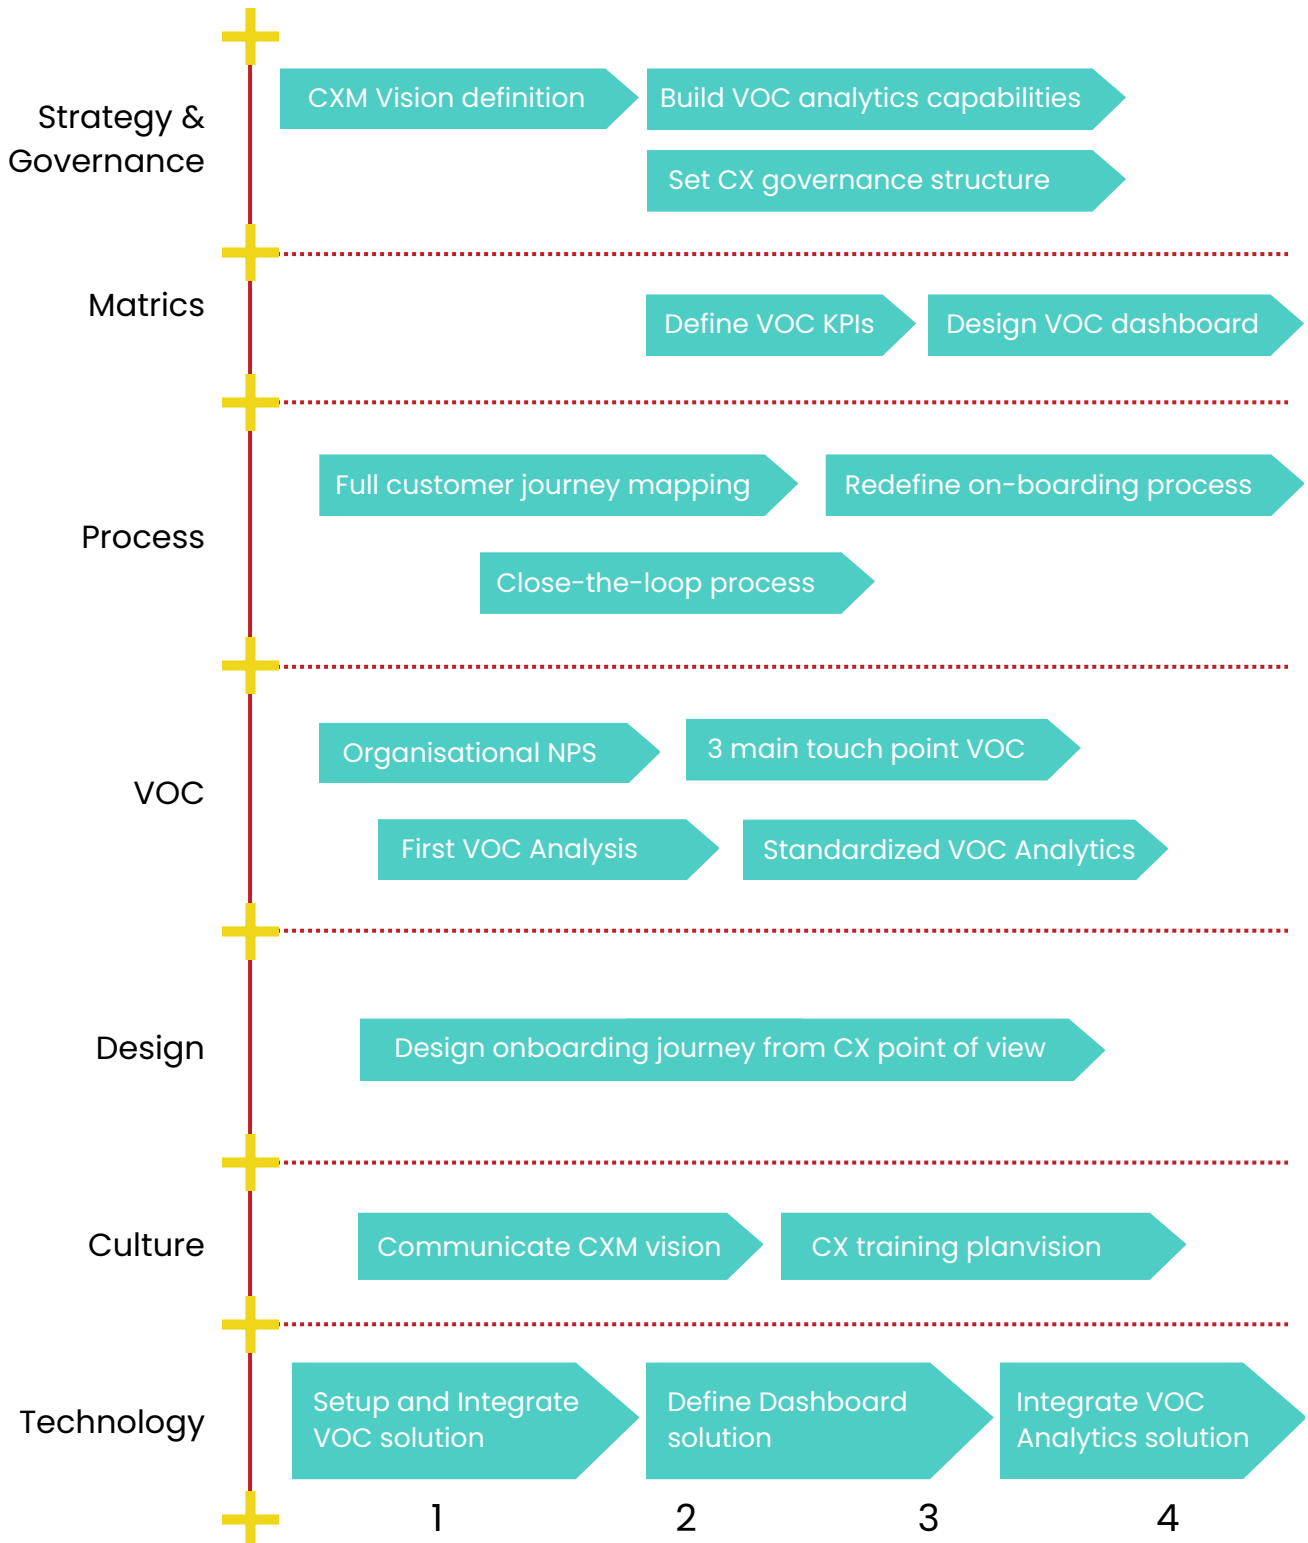 Strategy &
Governance
CXM Vision definition
Build VOC analytics capabilities
Set CX governance structure
Matrics
Define VOC KPIs
Design VOC dashboard
Process
Full customer journey mapping
Redefine on-boarding process
Close-the-loop process
VOC
Organisational NPS
3 main touch point VOC
First VOC Analysis
Standardized VOC Analytics
Design
Design onboarding journey from CX point of view
Culture
Communicate CXM vision
CX training planvision
Technology
Setup and Integrate
VOC solution
Define Dashboard
solution
Integrate VOC
Analytics solution
1
2
3
4